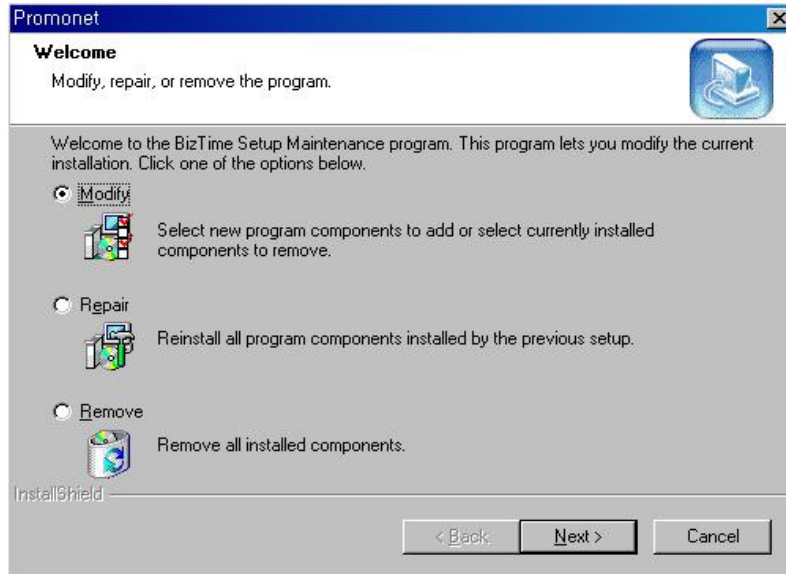 Promonet
Welcome
Modify, repair, or remove the program.
Welcome to the BizTime Setup Maintenance program. This program lets you modify the current
installation. Click one of the options below.
Modify
Select new program components to add or select currently installed
components to remove.
Repair
Reinstall all program components installed by the previous setup.
Remove
Remove all installed components.
InstallShield
< Back
Next >
Cancel